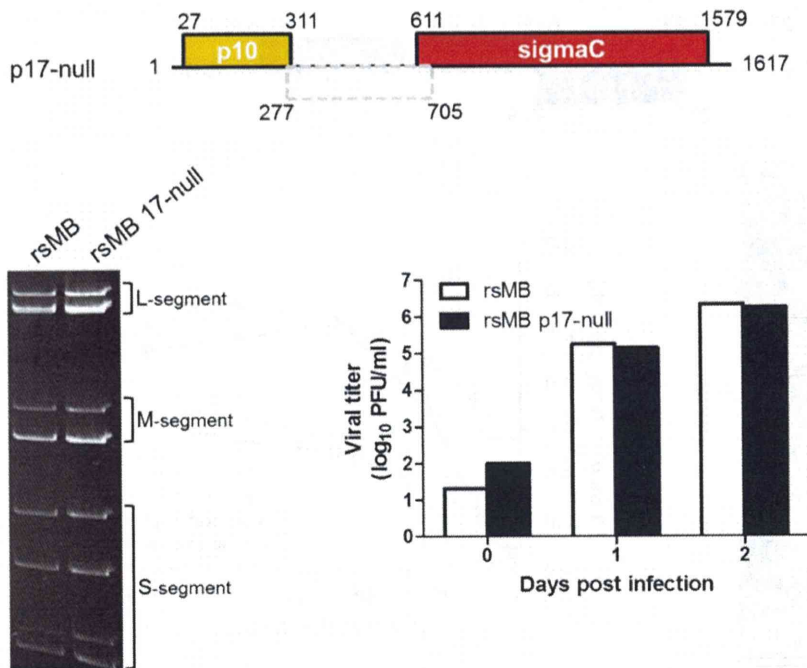 27 311 611 1579
p17-null 1 p10 sigmaC 1617
277 705
rsMB
rsMB 17-null
L-segment
M-segment
S-segment
7
6
5
4
3
2
1
0
Viral titer
(log10 PFU/ml)
rsMB
rsMB p17-null
0 1 2
Days post infection